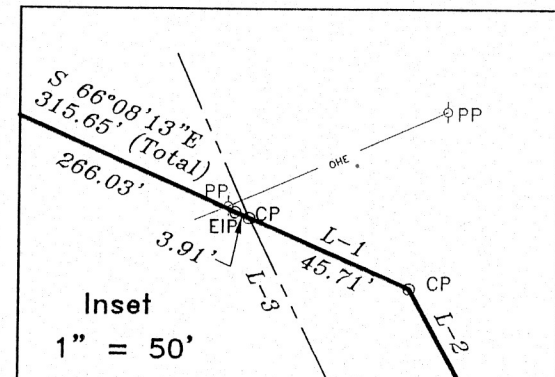 S 66°08'13"E
315.65' (Total)
266.03'
PP
OHE
PP
EIP
CP
3.91'
L-1
45.71'
CP
L-3
L-2
Inset
1" = 50'